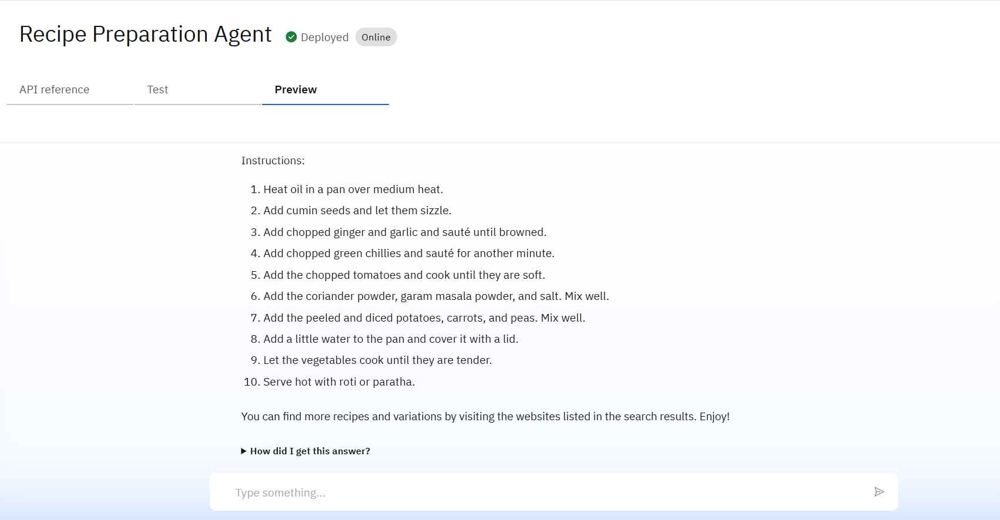 Recipe Preparation Agent Deployed Online
API reference Test Preview
Instructions:
1. Heat oil in a pan over medium heat.
2. Add cumin seeds and let them sizzle.
3. Add chopped ginger and garlic and sauté until browned.
4. Add chopped green chillies and sauté for another minute.
5. Add the chopped tomatoes and cook until they are soft.
6. Add the coriander powder, garam masala powder, and salt. Mix well.
7. Add the peeled and diced potatoes, carrots, and peas. Mix well.
8. Add a little water to the pan and cover it with a lid.
9. Let the vegetables cook until they are tender.
10. Serve hot with roti or paratha.
You can find more recipes and variations by visiting the websites listed in the search results. Enjoy!
How did I get this answer?
Type something...